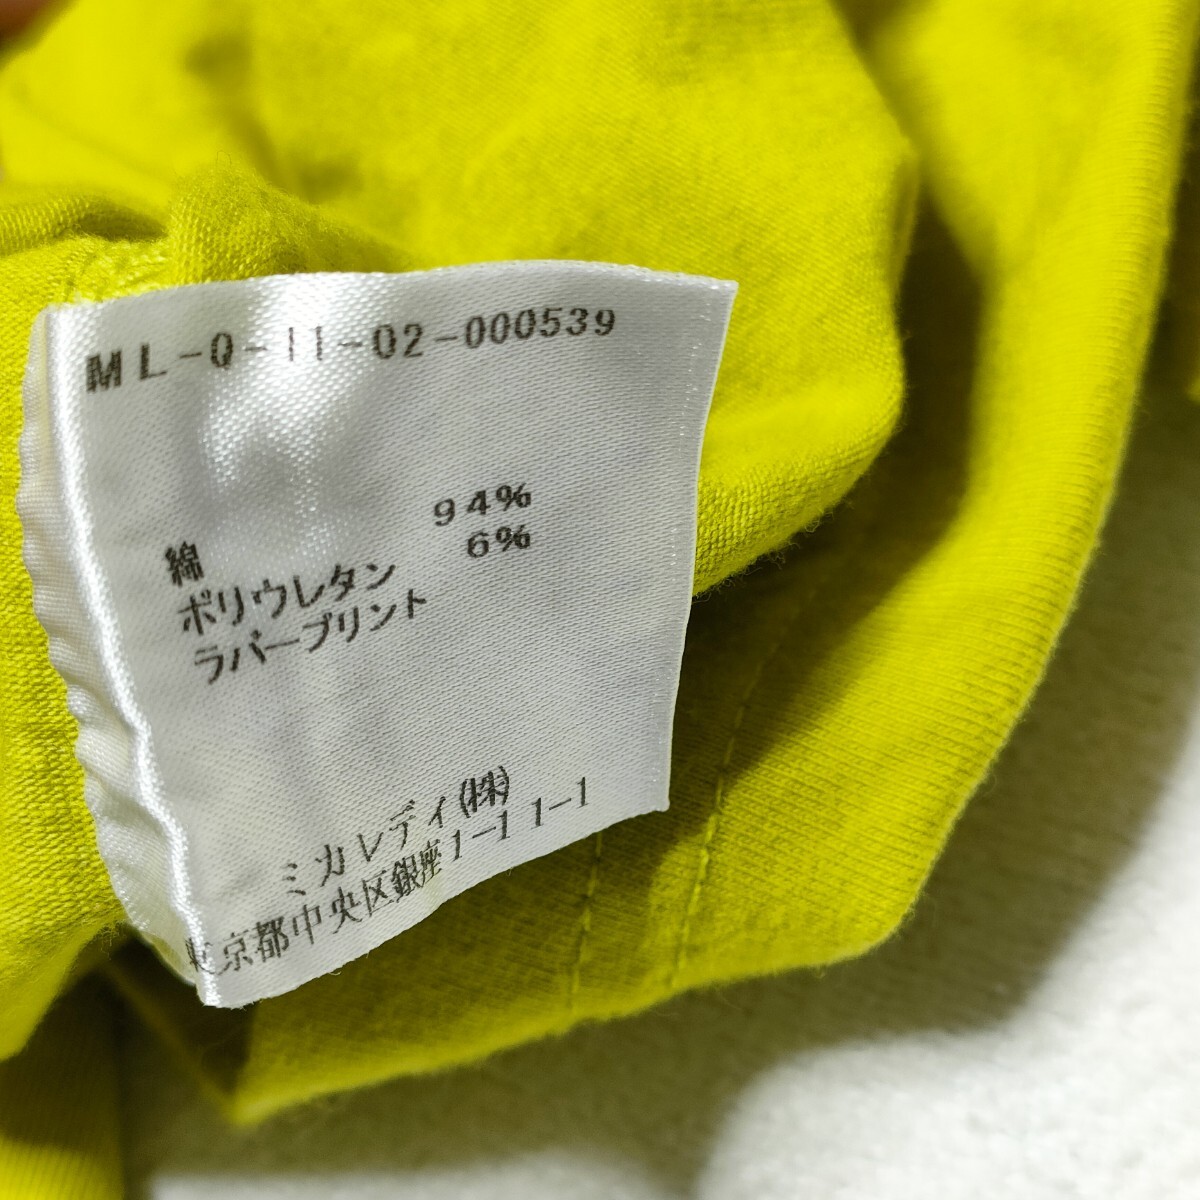 ML-Q-11-02-000539
綿 94%
ポリウレタン 6%
ラバープリント
ミカレディ(株)
東京都中央区銀座1-11-1